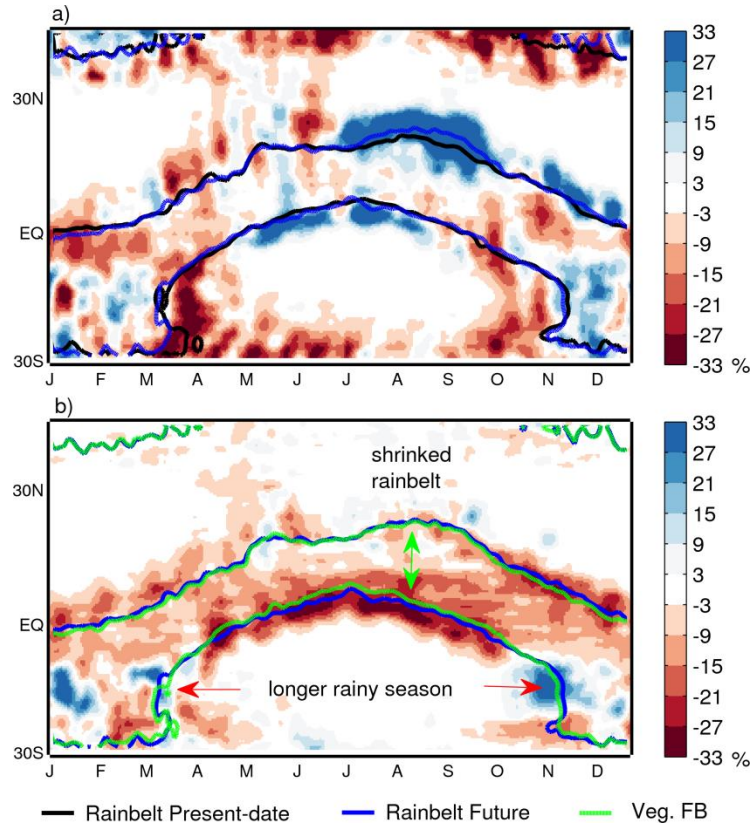 a)
33
27
21
15
9
3
-3
-9
-15
-21
-27
-33 %
30N
EQ
30S
J F M A M J J A S O N D
b)
33
27
21
15
9
3
-3
-9
-15
-21
-27
-33 %
shrinked
rainbelt
30N
EQ
longer rainy season
30S
J F M A M J J A S O N D
Rainbelt Present-date Rainbelt Future Veg. FB